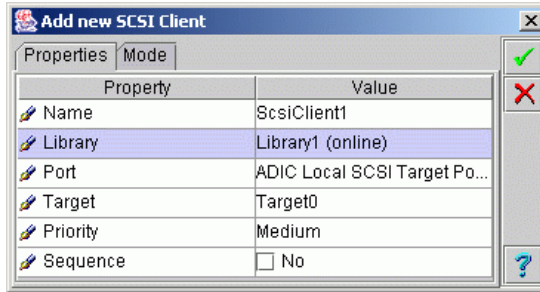 Add new SCSI Client
Properties Mode
Property Value
Name ScsiClient1
Library Library1 (online)
Port ADIC Local SCSI Target Po...
Target Target0
Priority Medium
Sequence No